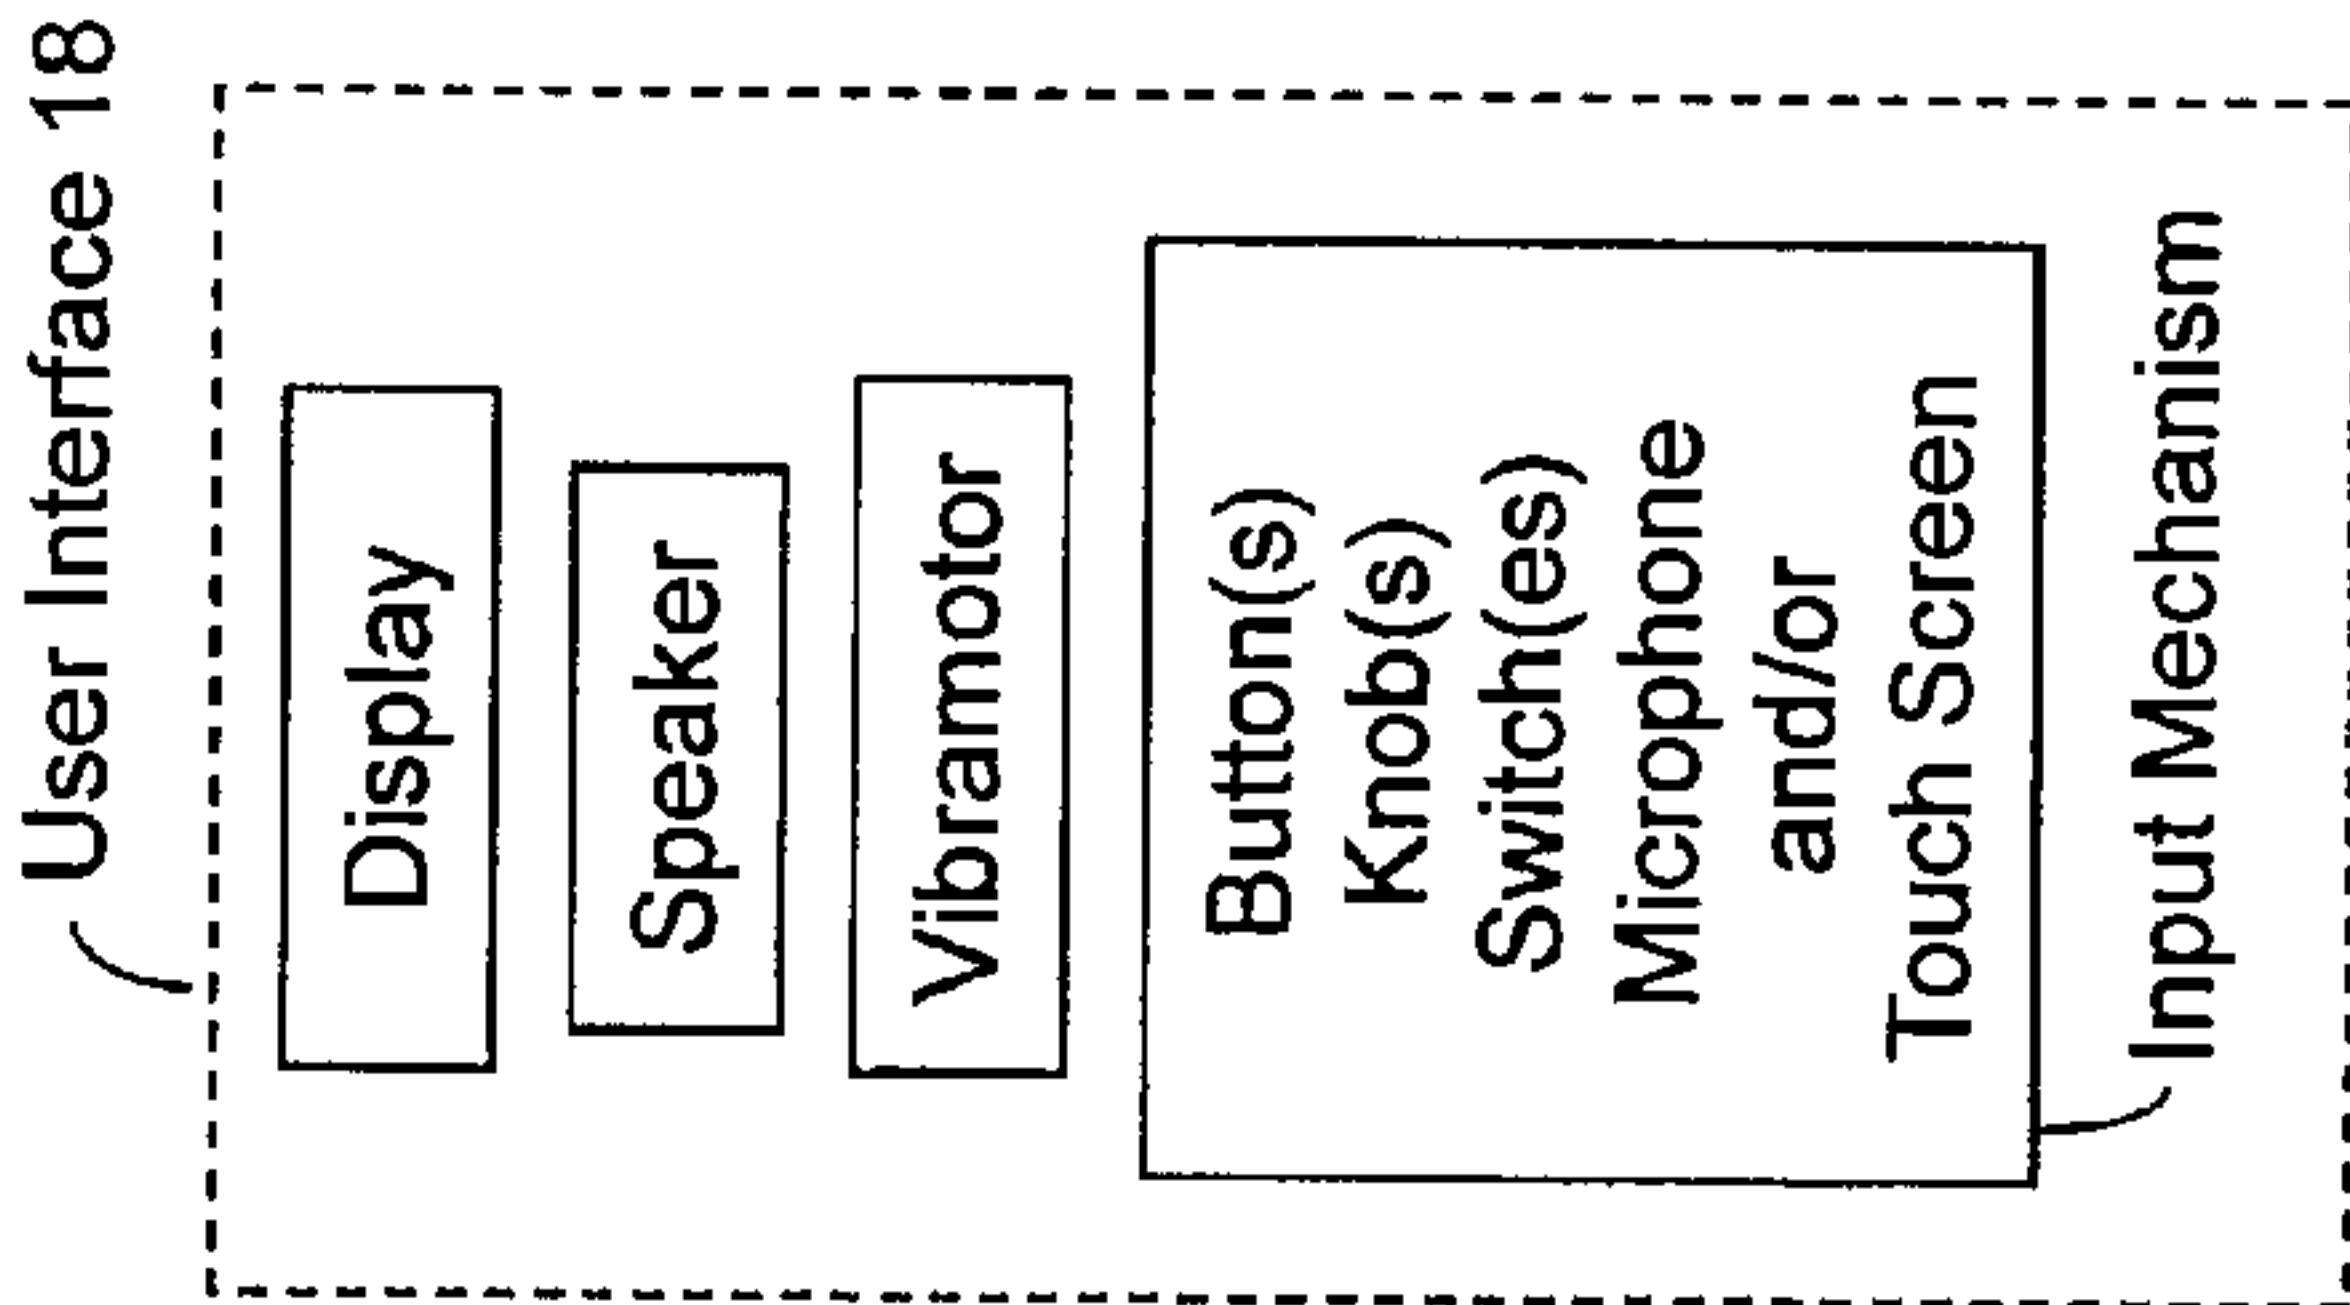 User Interface 18
Display
Speaker
Vibramotor
Button(s)
Knob(s)
Switch(es)
Microphone
and/or
Touch Screen
Input Mechanism